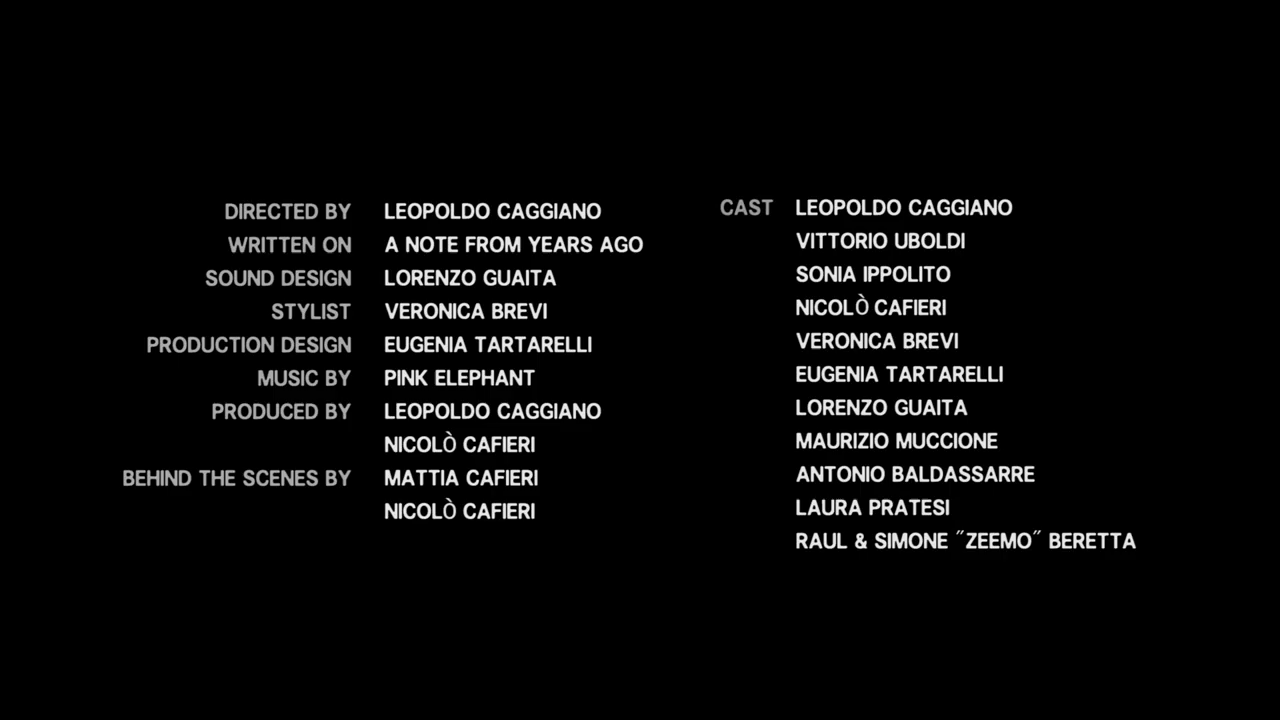 DIRECTED BY LEOPOLDO CAGGIANO
WRITTEN ON A NOTE FROM YEARS AGO
SOUND DESIGN LORENZO GUAITA
STYLIST VERONICA BREVI
PRODUCTION DESIGN EUGENIA TARTARELLI
MUSIC BY PINK ELEPHANT
PRODUCED BY LEOPOLDO CAGGIANO
NICOLÒ CAFIERI
BEHIND THE SCENES BY MATTIA CAFIERI
NICOLÒ CAFIERI
CAST LEOPOLDO CAGGIANO
VITTORIO UBOLDI
SONIA IPPOLITO
NICOLÒ CAFIERI
VERONICA BREVI
EUGENIA TARTARELLI
LORENZO GUAITA
MAURIZIO MUCCIONE
ANTONIO BALDASSARRE
LAURA PRATESI
RAUL & SIMONE ˝ZEEMO˝ BERETTA